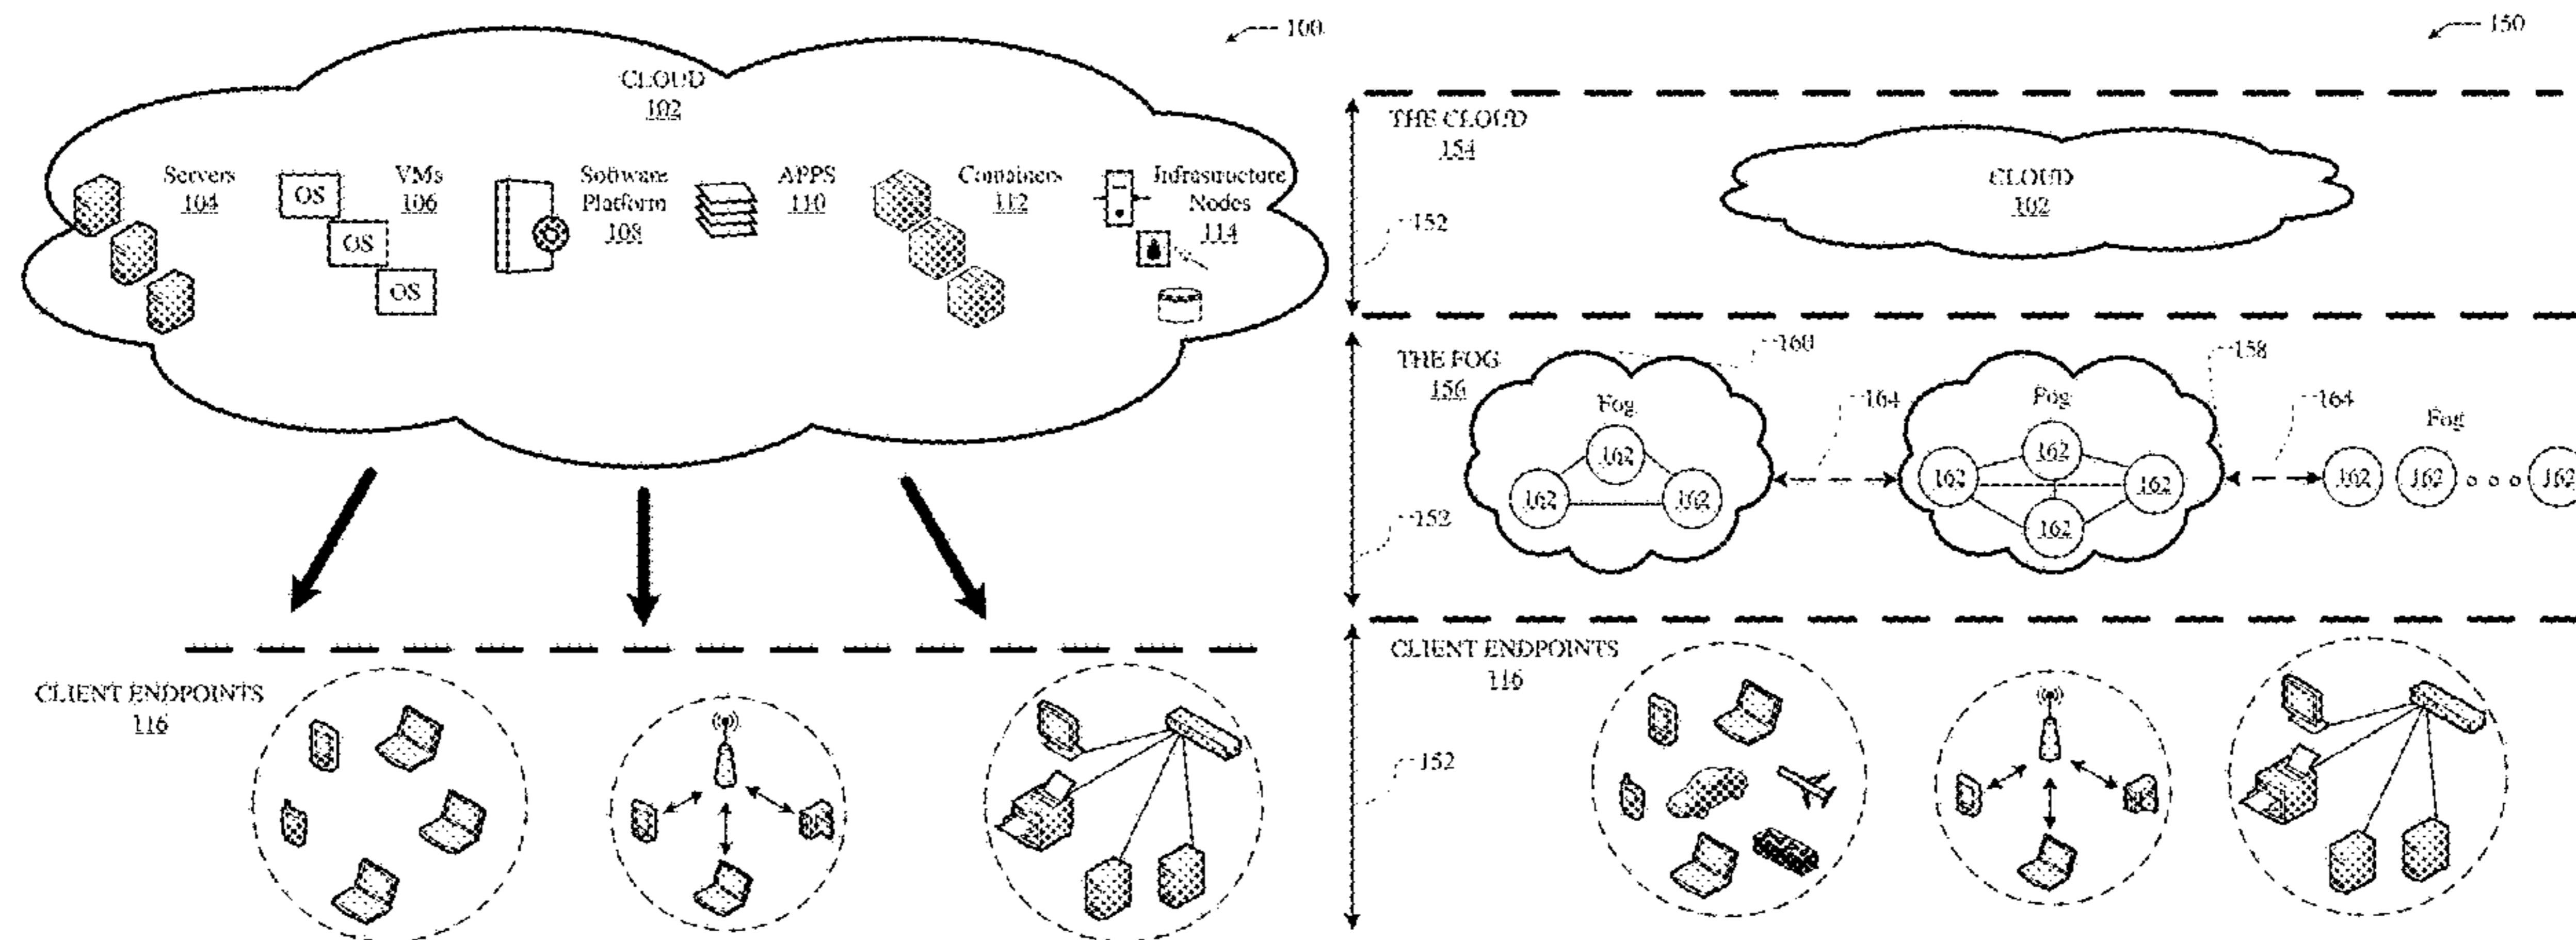 100
CLOUD
102
Servers
104
OS
OS
OS
VMs
106
Software
Platform
108
APPS
110
Containers
112
Infrastructure
Nodes
114
CLIENT ENDPOINTS
116
150
THE CLOUD
154
CLOUD
102
152
THE FOG
156
160
Fog
162
162
162
164
158
Fog
162
162
162
162
164
Fog
162
162
162
152
CLIENT ENDPOINTS
116
152